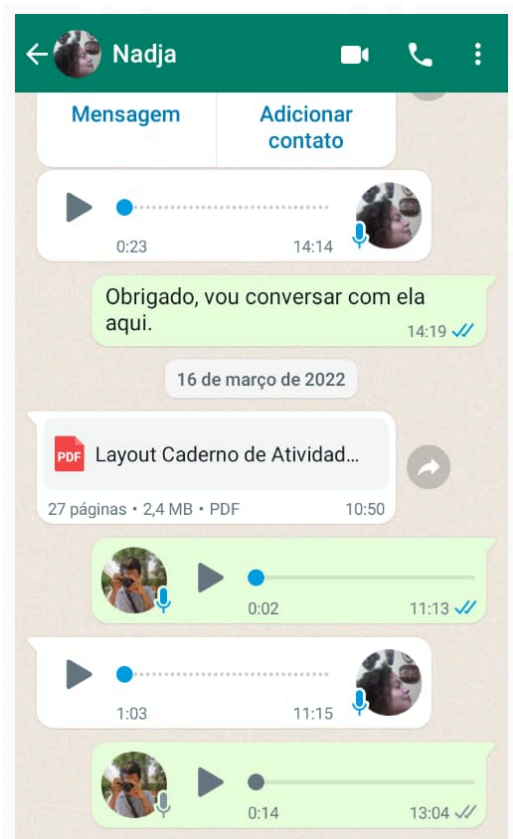 Nadja
Mensagem
Adicionar
contato
0:23 14:14
Obrigado, vou conversar com ela
aqui.
14:19
16 de março de 2022
PDF Layout Caderno de Atividad...
27 páginas • 2,4 MB • PDF 10:50
0:02 11:13
1:03 11:15
0:14 13:04